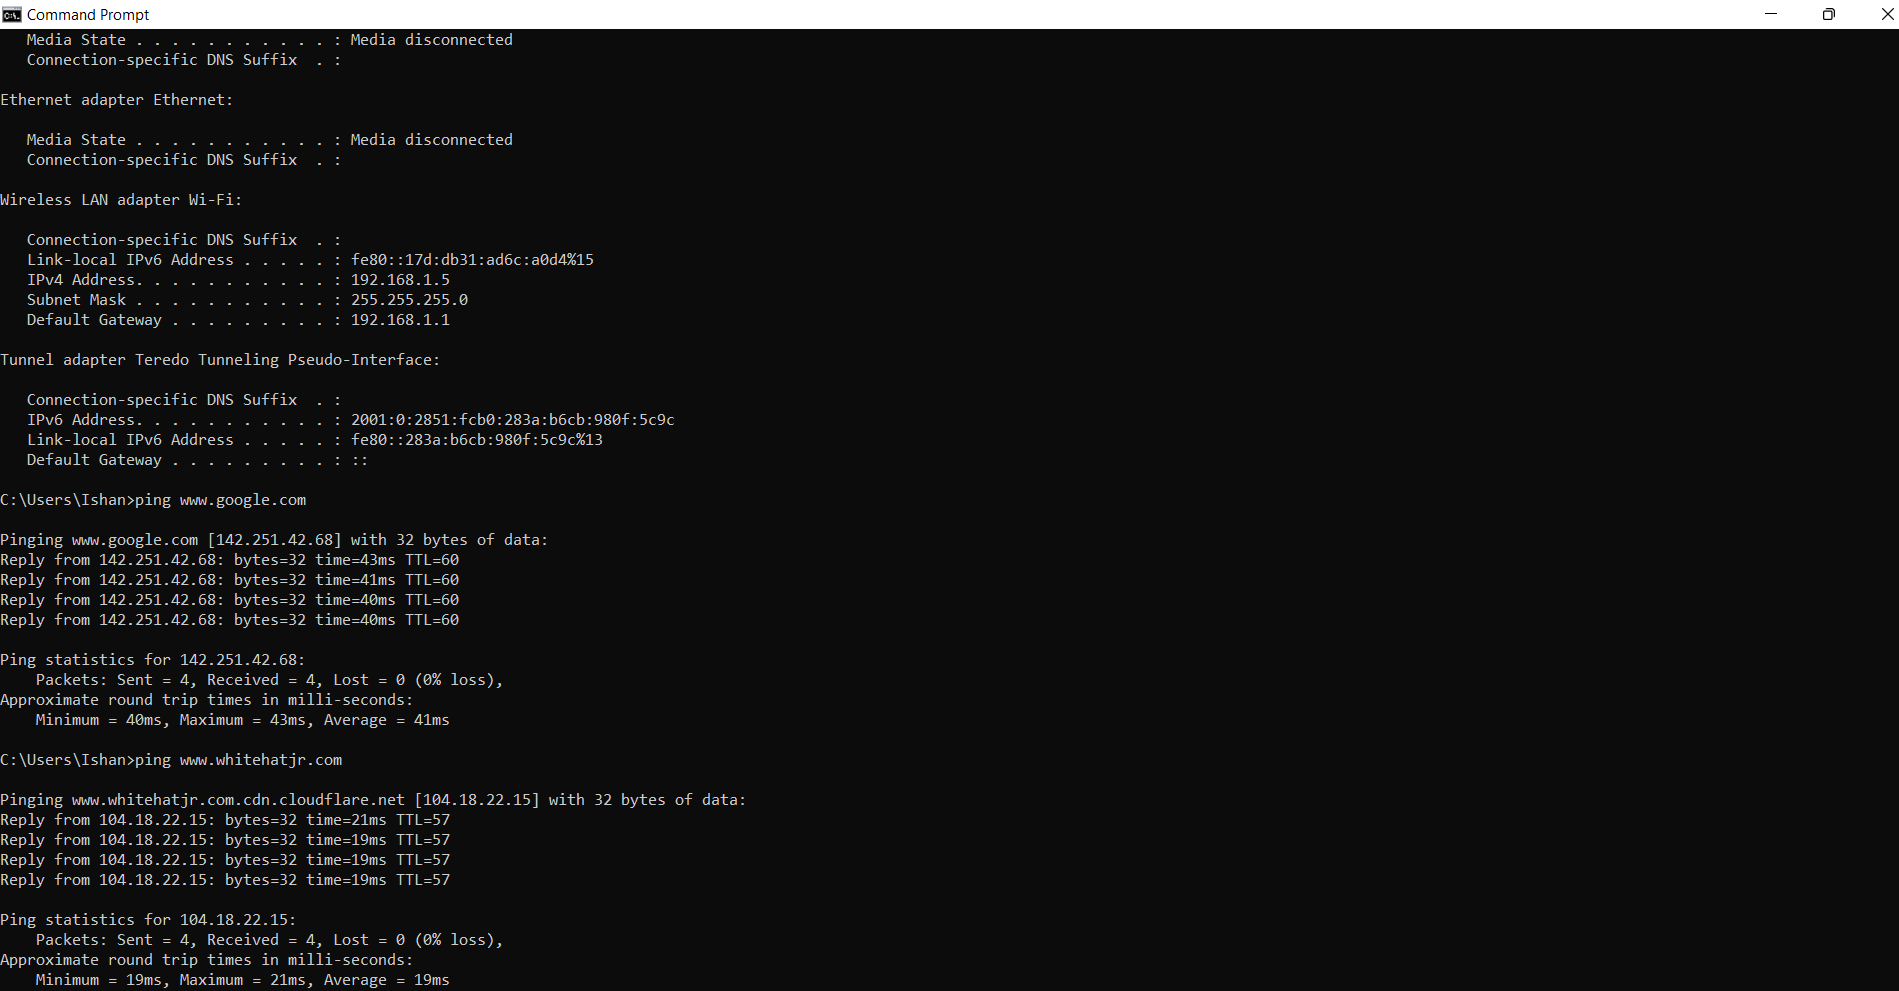 Command Prompt
   Media State . . . . . . . . . . . : Media disconnected
   Connection-specific DNS Suffix  . :
Ethernet adapter Ethernet:
   Media State . . . . . . . . . . . : Media disconnected
   Connection-specific DNS Suffix  . :
Wireless LAN adapter Wi-Fi:
   Connection-specific DNS Suffix  . :
   Link-local IPv6 Address . . . . . : fe80::17d:db31:ad6c:a0d4%15
   IPv4 Address. . . . . . . . . . . : 192.168.1.5
   Subnet Mask . . . . . . . . . . . : 255.255.255.0
   Default Gateway . . . . . . . . . : 192.168.1.1
Tunnel adapter Teredo Tunneling Pseudo-Interface:
   Connection-specific DNS Suffix  . :
   IPv6 Address. . . . . . . . . . . : 2001:0:2851:fcb0:283a:b6cb:980f:5c9c
   Link-local IPv6 Address . . . . . : fe80::283a:b6cb:980f:5c9c%13
   Default Gateway . . . . . . . . . : ::
C:\Users\Ishan>ping www.google.com
Pinging www.google.com [142.251.42.68] with 32 bytes of data:
Reply from 142.251.42.68: bytes=32 time=43ms TTL=60
Reply from 142.251.42.68: bytes=32 time=41ms TTL=60
Reply from 142.251.42.68: bytes=32 time=40ms TTL=60
Reply from 142.251.42.68: bytes=32 time=40ms TTL=60
Ping statistics for 142.251.42.68:
    Packets: Sent = 4, Received = 4, Lost = 0 (0% loss),
Approximate round trip times in milli-seconds:
    Minimum = 40ms, Maximum = 43ms, Average = 41ms
C:\Users\Ishan>ping www.whitehatjr.com
Pinging www.whitehatjr.com.cdn.cloudflare.net [104.18.22.15] with 32 bytes of data:
Reply from 104.18.22.15: bytes=32 time=21ms TTL=57
Reply from 104.18.22.15: bytes=32 time=19ms TTL=57
Reply from 104.18.22.15: bytes=32 time=19ms TTL=57
Reply from 104.18.22.15: bytes=32 time=19ms TTL=57
Ping statistics for 104.18.22.15:
    Packets: Sent = 4, Received = 4, Lost = 0 (0% loss),
Approximate round trip times in milli-seconds:
    Minimum = 19ms, Maximum = 21ms, Average = 19ms